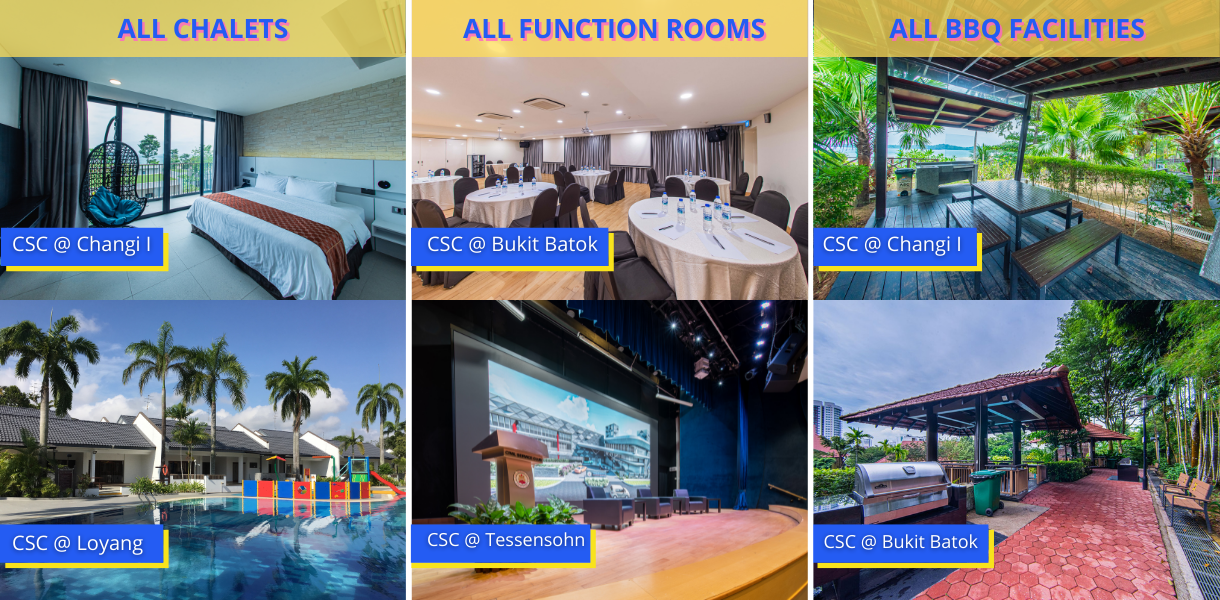 ALL CHALETS
CSC @ Changi I
CSC @ Loyang
ALL FUNCTION ROOMS
CSC @ Bukit Batok
CSC @ Tessensohn
ALL BBQ FACILITIES
CSC @ Changi I
CSC @ Bukit Batok